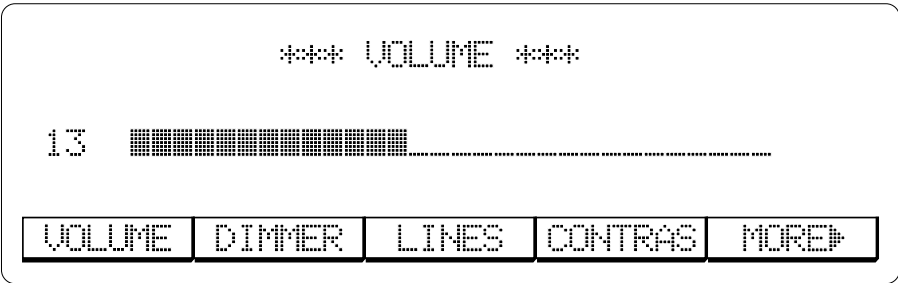 *** VOLUME ***
13
VOLUME DIMMER LINES CONTRAS MORE